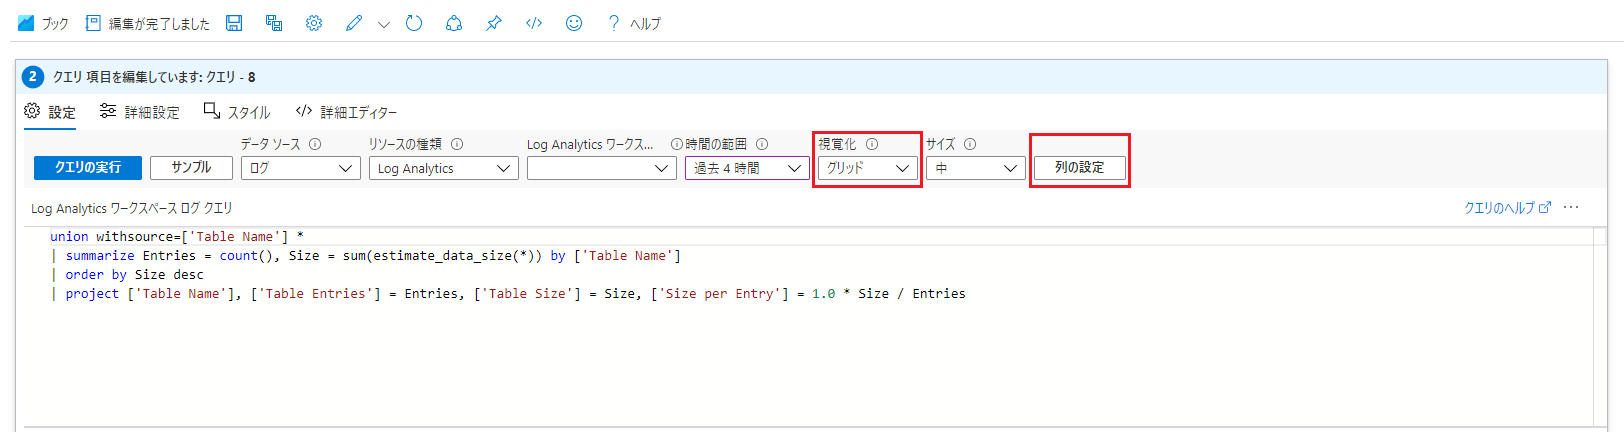 ブック 編集が完了しました ヘルプ
2 クエリ 項目を編集しています: クエリ - 8
設定 詳細設定 スタイル 詳細エディター
データ ソース リソースの種類 Log Analytics ワークス... 時間の範囲 視覚化 サイズ
クエリの実行 サンプル ログ Log Analytics 過去 4 時間 グリッド 中 列の設定
Log Analytics ワークスペース ログ クエリ クエリのヘルプ ...
union withsource=['Table Name'] *
| summarize Entries = count(), Size = sum(estimate_data_size(*)) by ['Table Name']
| order by Size desc
| project ['Table Name'], ['Table Entries'] = Entries, ['Table Size'] = Size, ['Size per Entry'] = 1.0 * Size / Entries